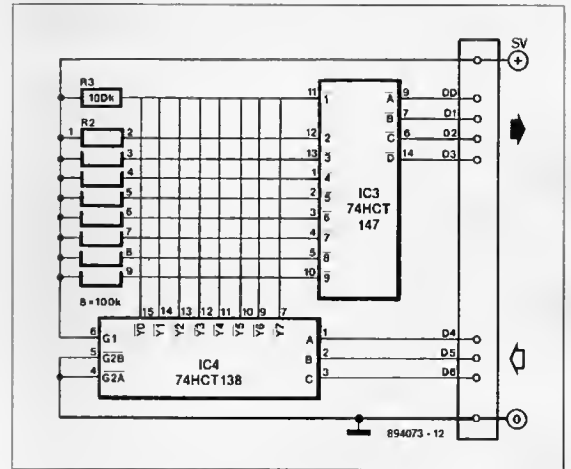 5V
+
R3
100k
11 1 A 9 D0
R2
1 2 12 2 B 7 D1
3 13 3 C 6 D2
4 1 4 D 14 D3
5 2 5
6 3 6
7 4 7
8 5 8
9 10 9
IC3
74HCT
147
8 = 100k
15 14 13 12 11 10 9 7
6 G1 Y0 Y1 Y2 Y3 Y4 Y5 Y6 Y7 A 1 D4
5 G2B B 2 D5
4 G2A C 3 D6
IC4
74HCT138
0
894073 - 12